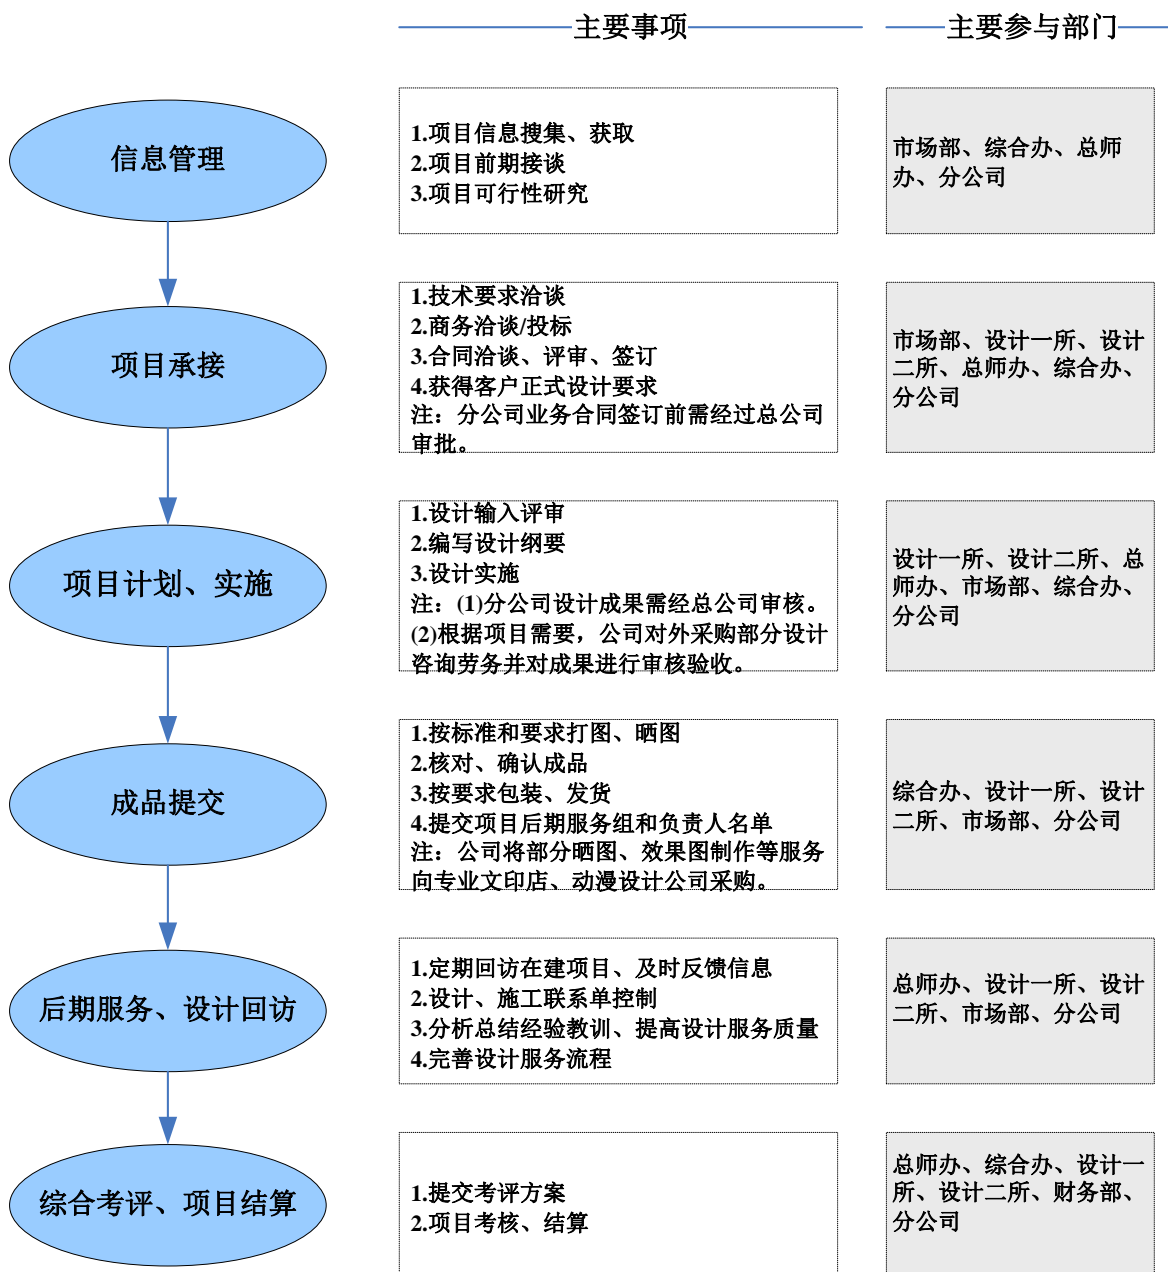 主要事项
主要参与部门
信息管理
1.项目信息搜集、获取
2.项目前期接谈
3.项目可行性研究
市场部、综合办、总师
办、分公司
项目承接
1.技术要求洽谈
2.商务洽谈/投标
3.合同洽谈、评审、签订
4.获得客户正式设计要求
注：分公司业务合同签订前需经过总公司
审批。
市场部、设计一所、设计
二所、总师办、综合办、
分公司
项目计划、实施
1.设计输入评审
2.编写设计纲要
3.设计实施
注：(1)分公司设计成果需经总公司审核。
(2)根据项目需要，公司对外采购部分设计
咨询劳务并对成果进行审核验收。
设计一所、设计二所、总
师办、市场部、综合办、
分公司
成品提交
1.按标准和要求打图、晒图
2.核对、确认成品
3.按要求包装、发货
4.提交项目后期服务组和负责人名单
注：公司将部分晒图、效果图制作等服务
向专业文印店、动漫设计公司采购。
综合办、设计一所、设计
二所、市场部、分公司
后期服务、设计回访
1.定期回访在建项目、及时反馈信息
2.设计、施工联系单控制
3.分析总结经验教训、提高设计服务质量
4.完善设计服务流程
总师办、设计一所、设计
二所、市场部、分公司
综合考评、项目结算
1.提交考评方案
2.项目考核、结算
总师办、综合办、设计一
所、设计二所、财务部、
分公司